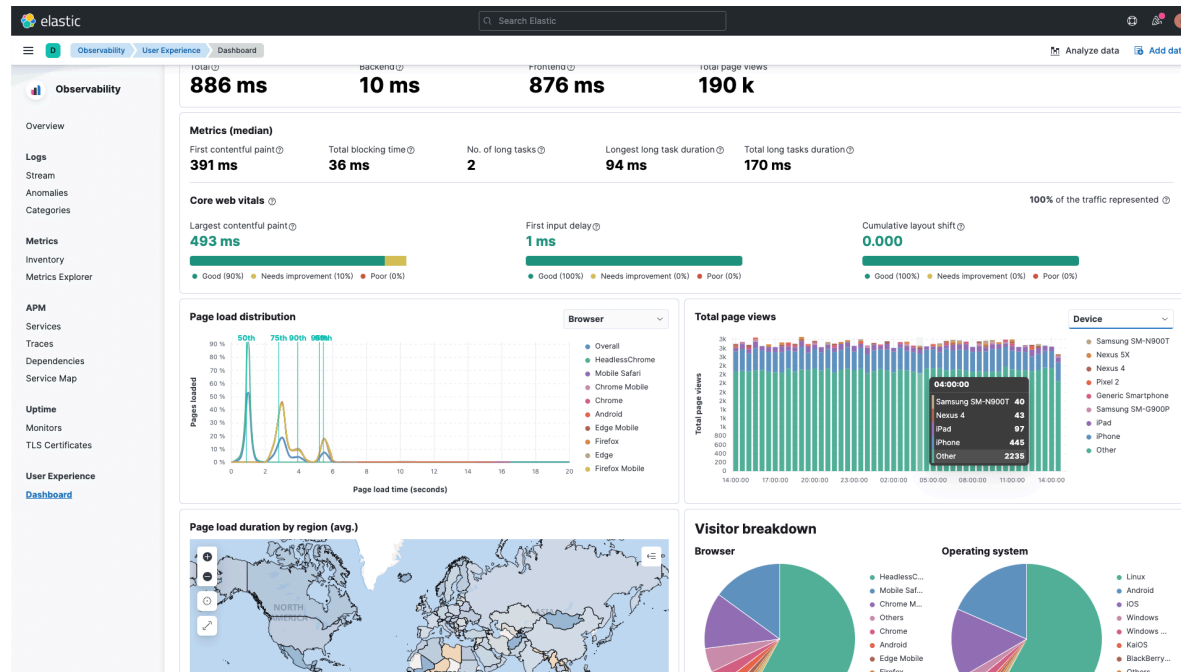 elastic
Search Elastic
D
Observability
User Experience
Dashboard
Analyze data
Add dat
Observability
Overview
Logs
Stream
Anomalies
Categories
Metrics
Inventory
Metrics Explorer
APM
Services
Traces
Dependencies
Service Map
Uptime
Monitors
TLS Certificates
User Experience
Dashboard
Total Backend Frontend Total page views
886 ms 10 ms 876 ms 190 k
Metrics (median)
First contentful paint Total blocking time No. of long tasks Longest long task duration Total long tasks duration
391 ms 36 ms 2 94 ms 170 ms
Core web vitals
100% of the traffic represented
Largest contentful paint First input delay Cumulative layout shift
493 ms 1 ms 0.000
Good (90%) Needs improvement (10%) Poor (0%)
Good (100%) Needs improvement (0%) Poor (0%)
Good (100%) Needs improvement (0%) Poor (0%)
Page load distribution
Browser
50th 75th 90th
90 %
80 %
70 %
60 %
50 %
40 %
30 %
20 %
10 %
0 %
Pages loaded
0 2 4 6 8 10 12 14 16 18 20
Page load time (seconds)
Overall
HeadlessChrome
Mobile Safari
Chrome Mobile
Chrome
Android
Edge Mobile
Firefox
Edge
Firefox Mobile
Total page views
Device
3k
3k
3k
2k
2k
2k
2k
1k
1k
800
600
400
200
0
Total page views
14:00:00 17:00:00 20:00:00 23:00:00 02:00:00 05:00:00 08:00:00 11:00:00 14:00:00
04:00:00
Samsung SM-N900T 40
Nexus 4 43
iPad 97
iPhone 445
Other 2235
Samsung SM-N900T
Nexus 5X
Nexus 4
Pixel 2
Generic Smartphone
Samsung SM-G900P
iPad
iPhone
Other
Page load duration by region (avg.)
NORTH
AMERICA
ASIA
Visitor breakdown
Browser
HeadlessC...
Mobile Saf...
Chrome M...
Others
Chrome
Android
Edge Mobile
Firefox
Operating system
Linux
Android
iOS
Windows
Windows ...
KaiOS
BlackBerry...
Others